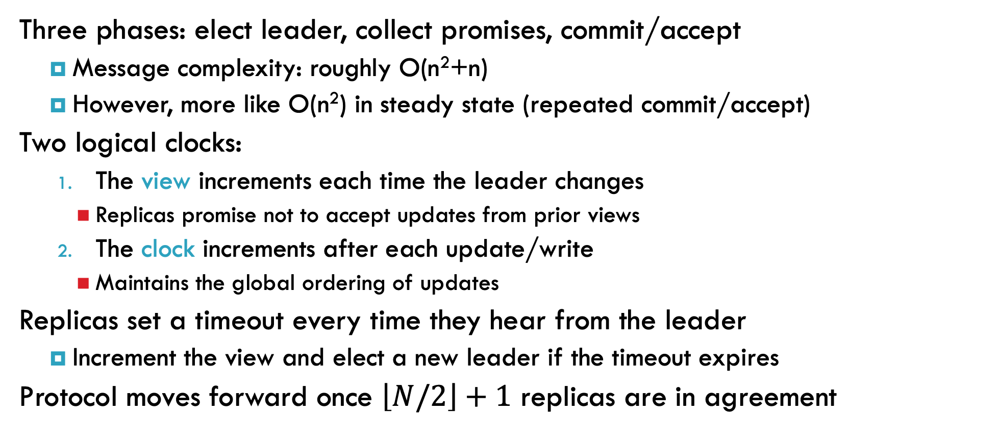 Three phases: elect leader, collect promises, commit/accept
Message complexity: roughly O(n²+n)
However, more like O(n²) in steady state (repeated commit/accept)
Two logical clocks:
1. The view increments each time the leader changes
Replicas promise not to accept updates from prior views
2. The clock increments after each update/write
Maintains the global ordering of updates
Replicas set a timeout every time they hear from the leader
Increment the view and elect a new leader if the timeout expires
Protocol moves forward once ⌊N/2⌋ + 1 replicas are in agreement